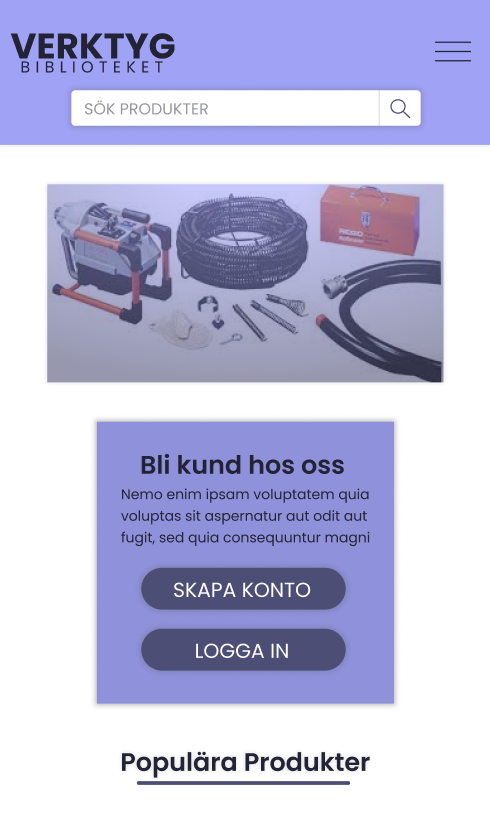 VERKTYG
BIBLIOTEKET
SÖK PRODUKTER
RIDGID
Bli kund hos oss
Nemo enim ipsam voluptatem quia
voluptas sit aspernatur aut odit aut
fugit, sed quia consequuntur magni
SKAPA KONTO
LOGGA IN
Populära Produkter